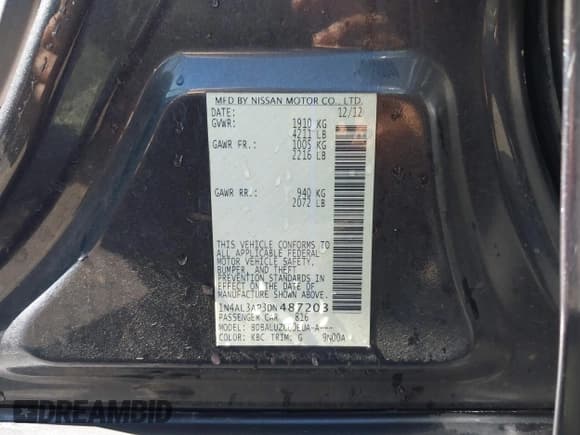 MFD BY NISSAN MOTOR CO., LTD.
DATE: 12/12
GVWR: 1910 KG
4211 LB
GAWR FR.: 1005 KG
2216 LB
GAWR RR.: 940 KG
2072 LB
THIS VEHICLE CONFORMS TO
ALL APPLICABLE FEDERAL
MOTOR VEHICLE SAFETY,
BUMPER, AND THEFT
PREVENTION STANDARDS IN
EFFECT ON THE DATE OF
MANUFACTURE SHOWN ABOVE.
1N4AL3AP3DN487203
PASSENGER CAR 816
MODEL:
COLOR: KBC TRIM: G 9N00A
DREAMBID